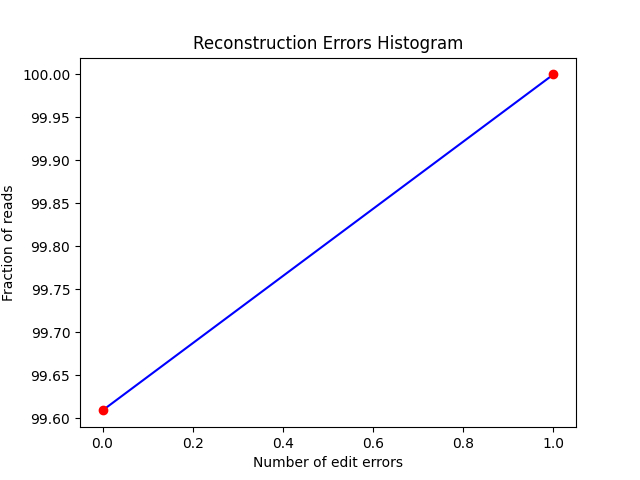 Reconstruction Errors Histogram
Fraction of reads
100.00
99.95
99.90
99.85
99.80
99.75
99.70
99.65
99.60
0.0 0.2 0.4 0.6 0.8 1.0
Number of edit errors